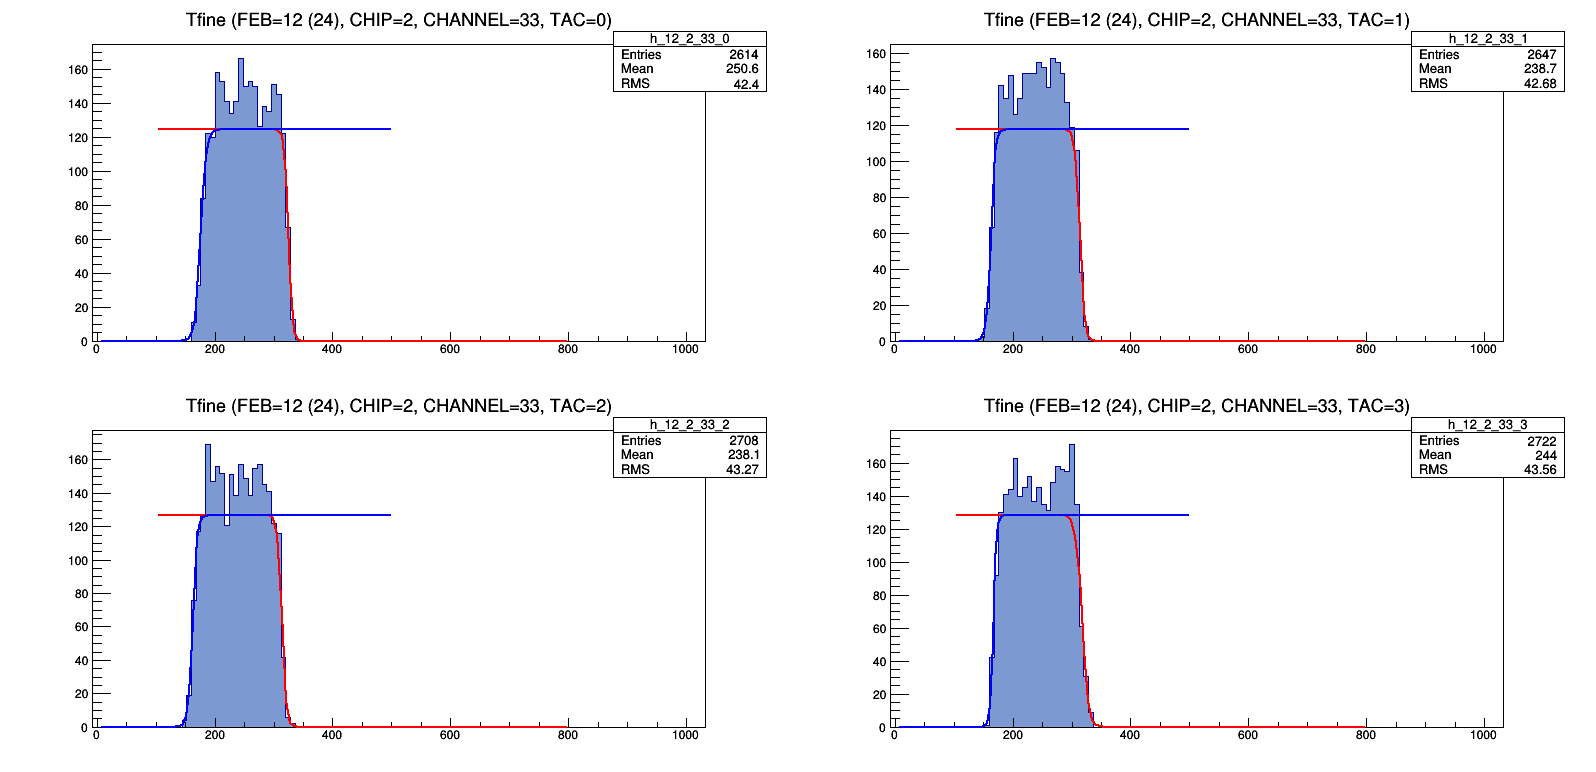 Tfine (FEB=12 (24), CHIP=2, CHANNEL=33, TAC=0)
h_12_2_33_0
Entries 2614
Mean 250.6
RMS 42.4
160
140
120
100
80
60
40
20
0
0 200 400 600 800 1000
Tfine (FEB=12 (24), CHIP=2, CHANNEL=33, TAC=1)
h_12_2_33_1
Entries 2647
Mean 238.7
RMS 42.68
160
140
120
100
80
60
40
20
0
0 200 400 600 800 1000
Tfine (FEB=12 (24), CHIP=2, CHANNEL=33, TAC=2)
h_12_2_33_2
Entries 2708
Mean 238.1
RMS 43.27
160
140
120
100
80
60
40
20
0
0 200 400 600 800 1000
Tfine (FEB=12 (24), CHIP=2, CHANNEL=33, TAC=3)
h_12_2_33_3
Entries 2722
Mean 244
RMS 43.56
160
140
120
100
80
60
40
20
0
0 200 400 600 800 1000